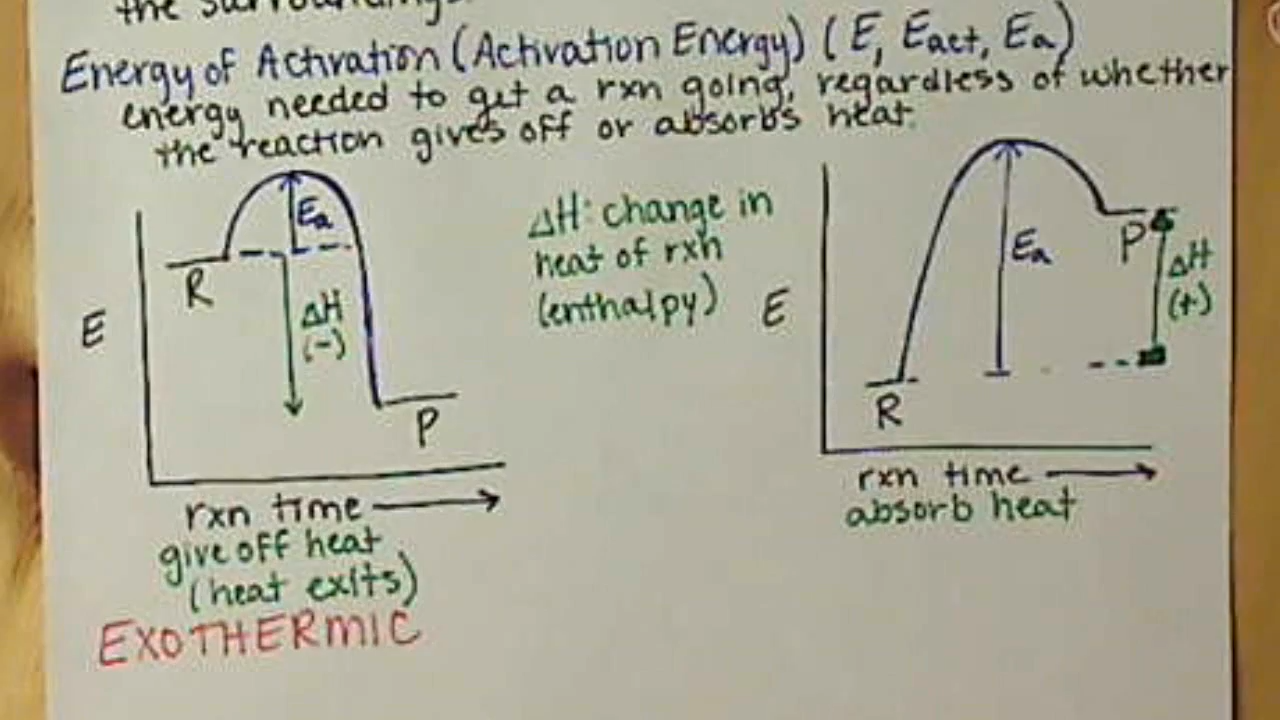 the surroundings.
Energy of Activation (Activation Energy) (E, Eact, Ea)
energy needed to get a rxn going, regardless of whether
the reaction gives off or absorbs heat.
Ea
R
ΔH
(-)
E
P
rxn time
give off heat
(heat exits)
EXOTHERMIC
ΔH: change in
heat of rxn
(enthalpy)
E
Ea
P
ΔH
(+)
R
rxn time
absorb heat